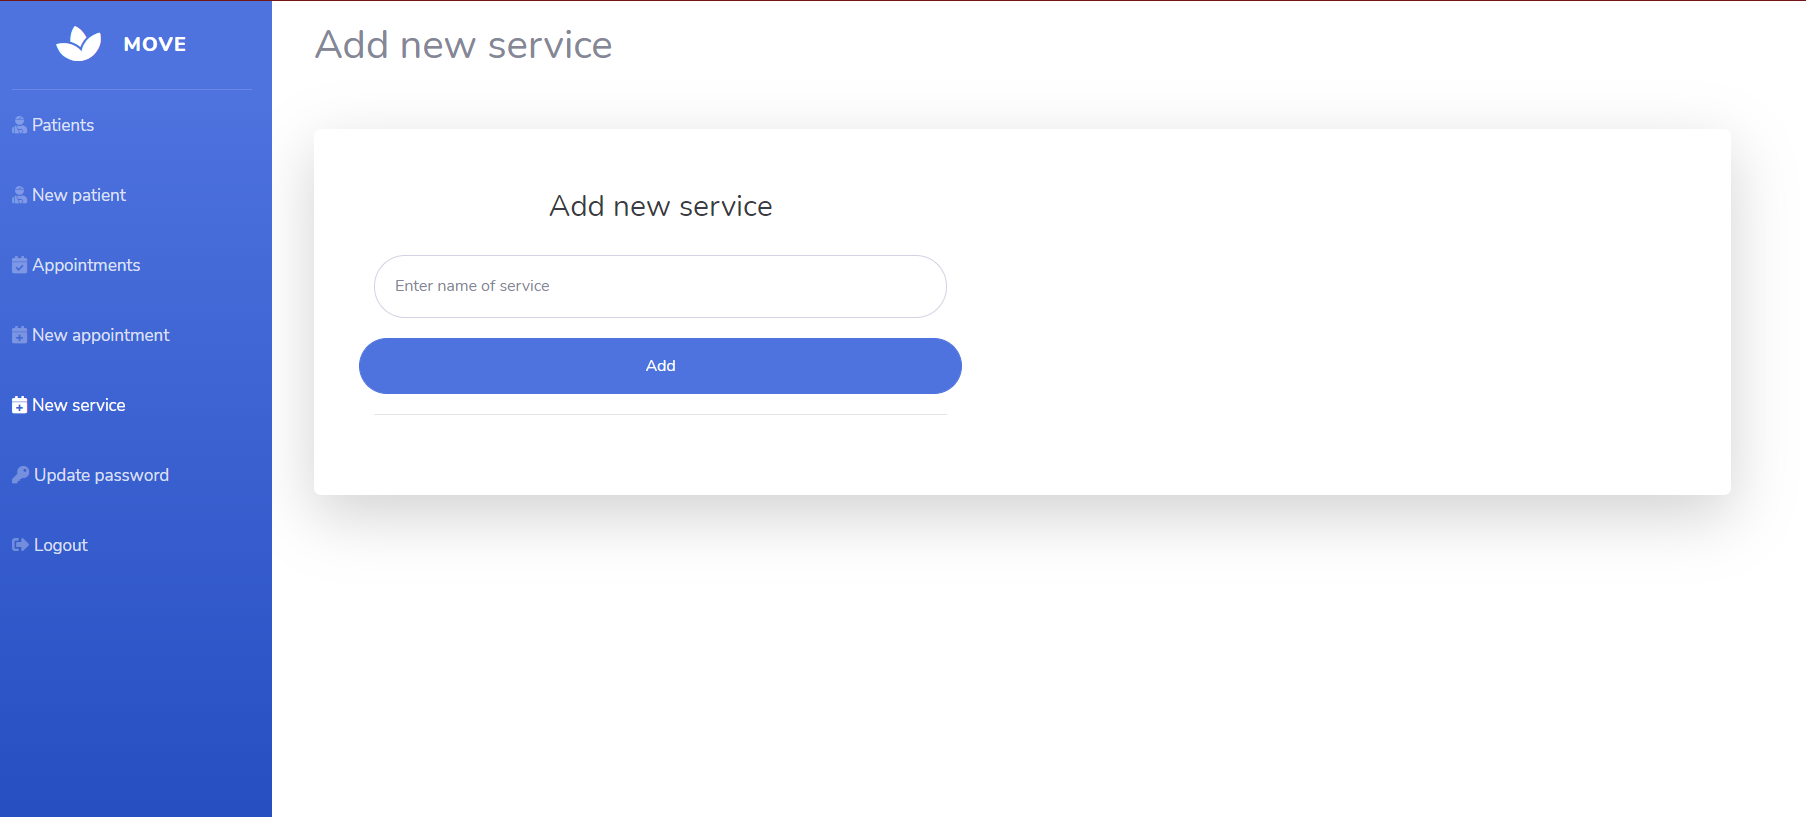 MOVE
Patients
New patient
Appointments
New appointment
New service
Update password
Logout
Add new service
Add new service
Enter name of service
Add